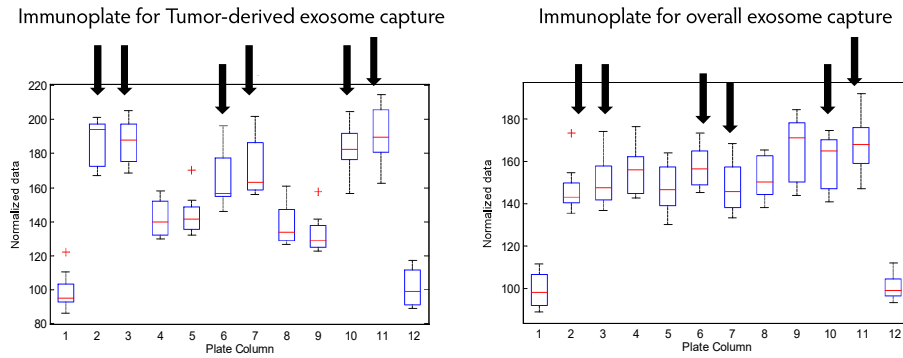 Immunoplate for Tumor-derived exosome capture
Normalized data
220
200
180
160
140
120
100
80
1 2 3 4 5 6 7 8 9 10 11 12
Plate Column
Immunoplate for overall exosome capture
Normalized data
180
160
140
120
100
1 2 3 4 5 6 7 8 9 10 11 12
Plate Column